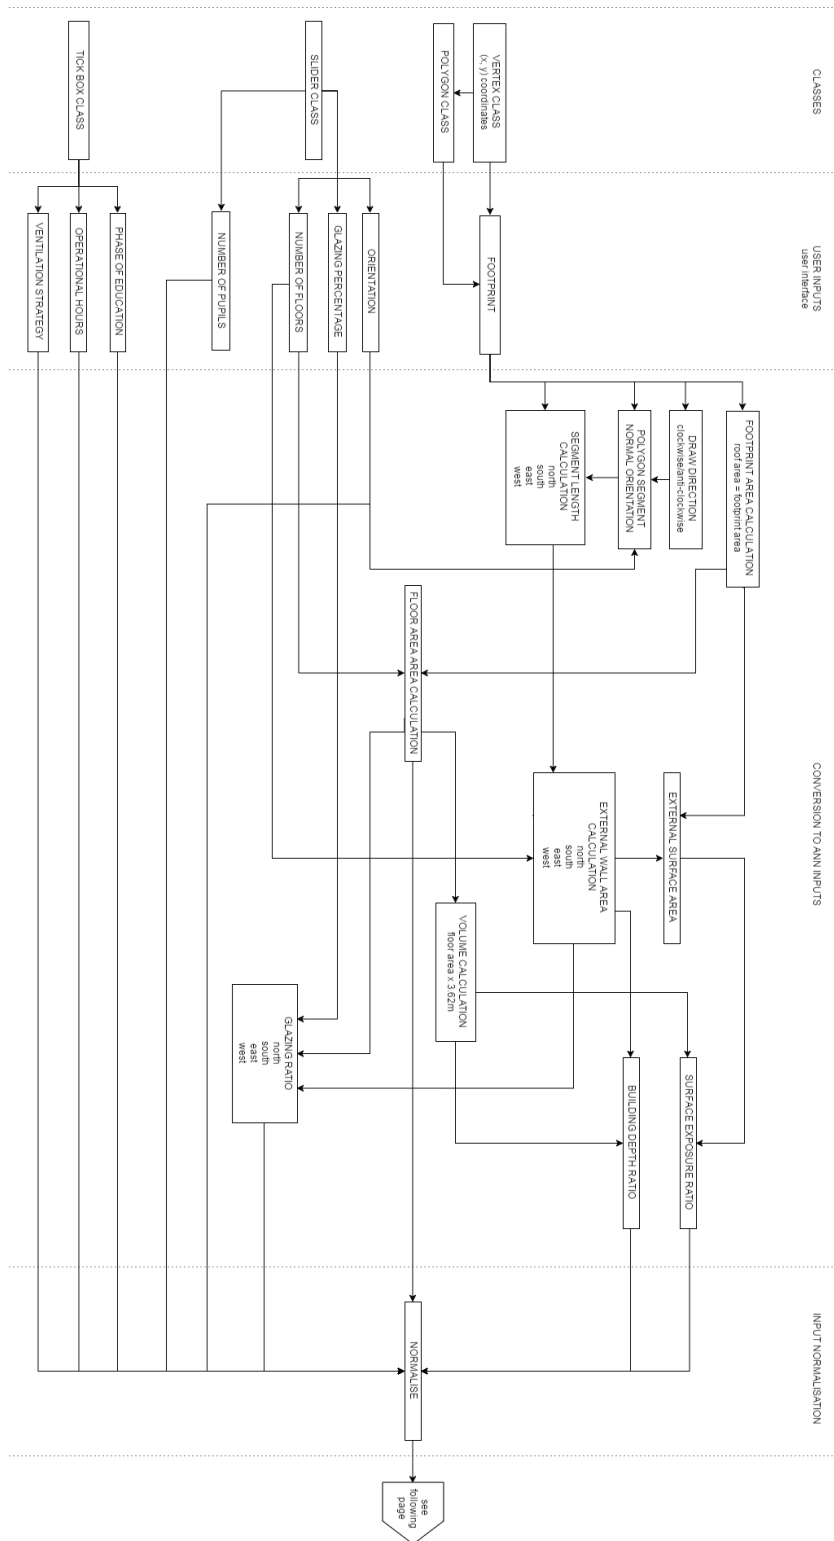 CLASSES
VERTEX CLASS
(x, y) coordinates
POLYGON CLASS
SLIDER CLASS
TICK BOX CLASS
USER INPUTS
user interface
FOOTPRINT
ORIENTATION
GLAZING PERCENTAGE
NUMBER OF FLOORS
NUMBER OF PUPILS
PHASE OF EDUCATION
OPERATIONAL HOURS
VENTILATION STRATEGY
CONVERSION TO ANN INPUTS
FOOTPRINT AREA CALCULATION
roof area = footprint area
DRAW DIRECTION
clockwise/anti-clockwise
POLYGON SEGMENT
NORMAL ORIENTATION
SEGMENT LENGTH
CALCULATION
north
south
east
west
FLOOR AREA AREA CALCULATION
EXTERNAL SURFACE AREA
EXTERNAL WALL AREA
CALCULATION
north
south
east
west
VOLUME CALCULATION
floor area x 3.62m
SURFACE EXPOSURE RATIO
BUILDING DEPTH RATIO
GLAZING RATIO
north
south
east
west
INPUT NORMALISATION
NORMALISE
see
following
page